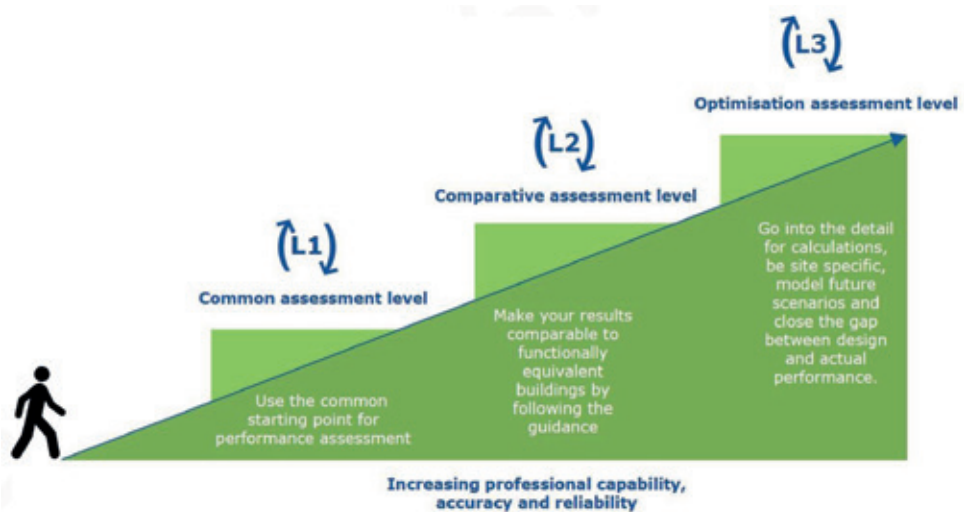 L1
Common assessment level
Use the common
starting point for
performance assessment
L2
Comparative assessment level
Make your results
comparable to
functionally
equivalent
buildings by
following the
guidance
L3
Optimisation assessment level
Go into the detail
for calculations,
be site specific,
model future
scenarios and
close the gap
between design
and actual
performance.
Increasing professional capability,
accuracy and reliability